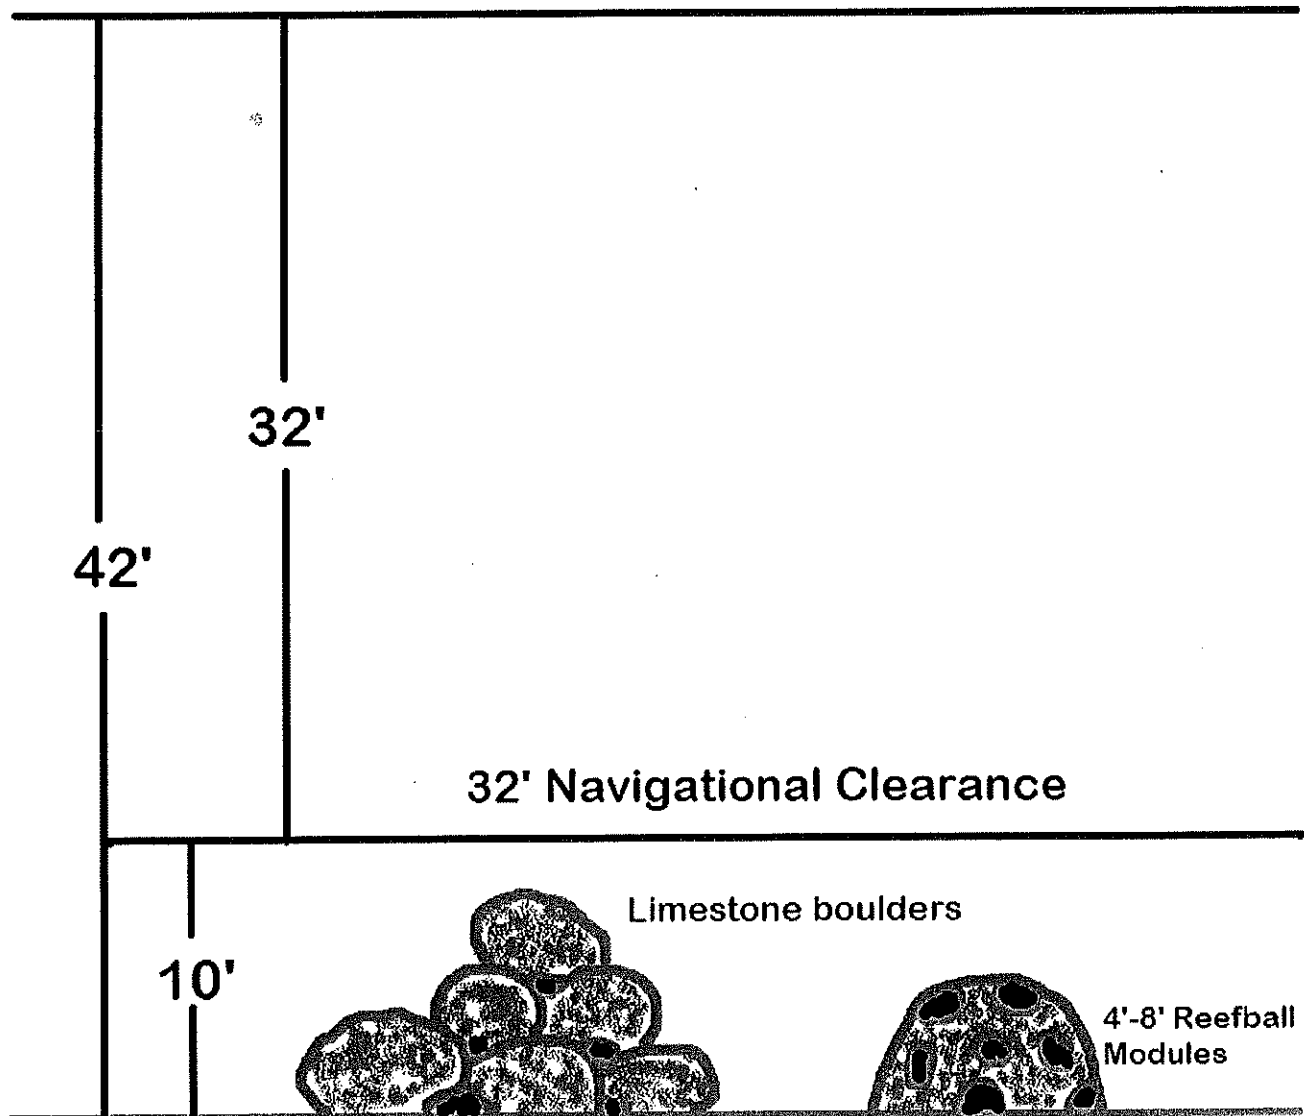 32'
42'
32' Navigational Clearance
Limestone boulders
10'
4'-8' Reefball
Modules